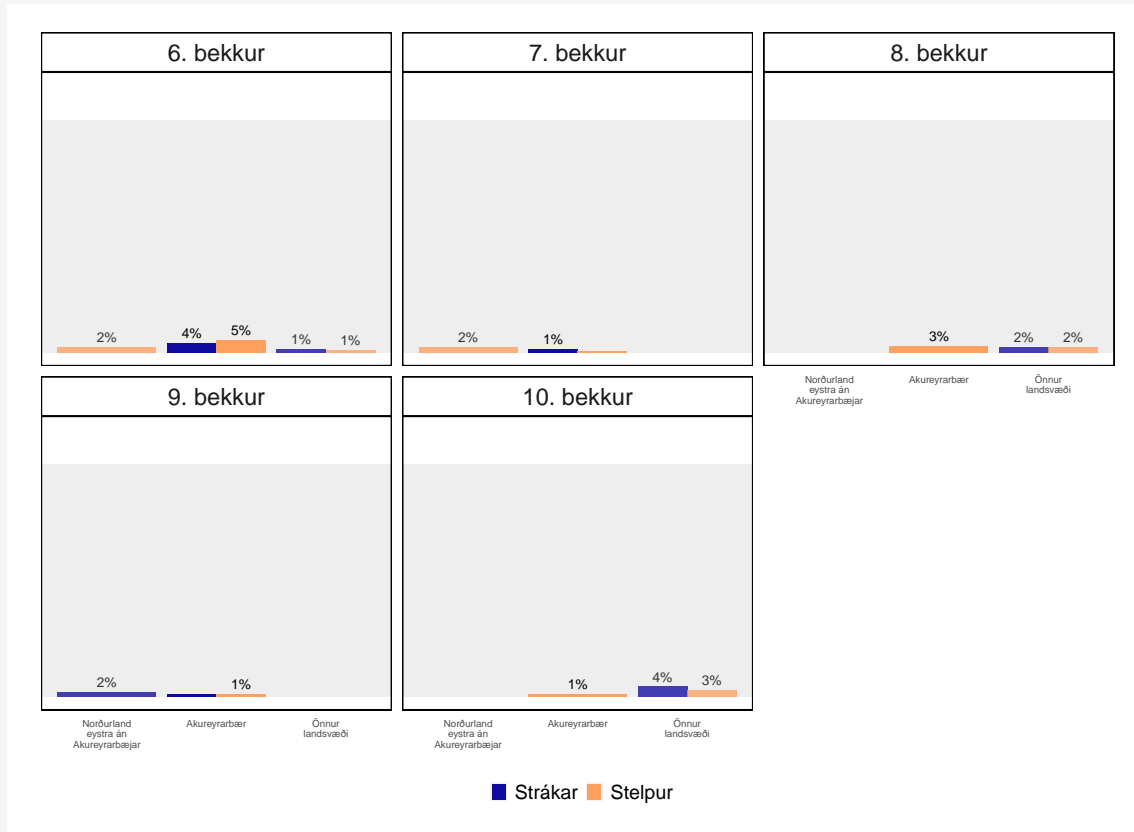 6. bekkur
7. bekkur
8. bekkur
2%
4%
5%
1%
1%
2%
1%
3%
2%
2%
Norðurland
eystra án
Akureyrarbæjar
Akureyrarbær
Önnur
landsvæði
9. bekkur
10. bekkur
2%
1%
1%
4%
3%
Norðurland
eystra án
Akureyrarbæjar
Akureyrarbær
Önnur
landsvæði
Norðurland
eystra án
Akureyrarbæjar
Akureyrarbær
Önnur
landsvæði
Strákar
Stelpur